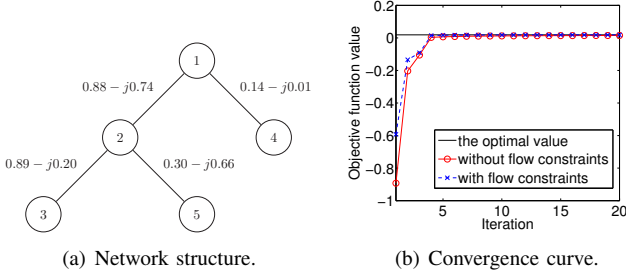 1
0.88 − j0.74
0.14 − j0.01
2
4
0.89 − j0.20
0.30 − j0.66
3
5
(a) Network structure.
Objective function value
0.2
0
−0.2
−0.4
−0.6
−0.8
−1
the optimal value
without flow constraints
with flow constraints
5
10
15
20
Iteration
(b) Convergence curve.